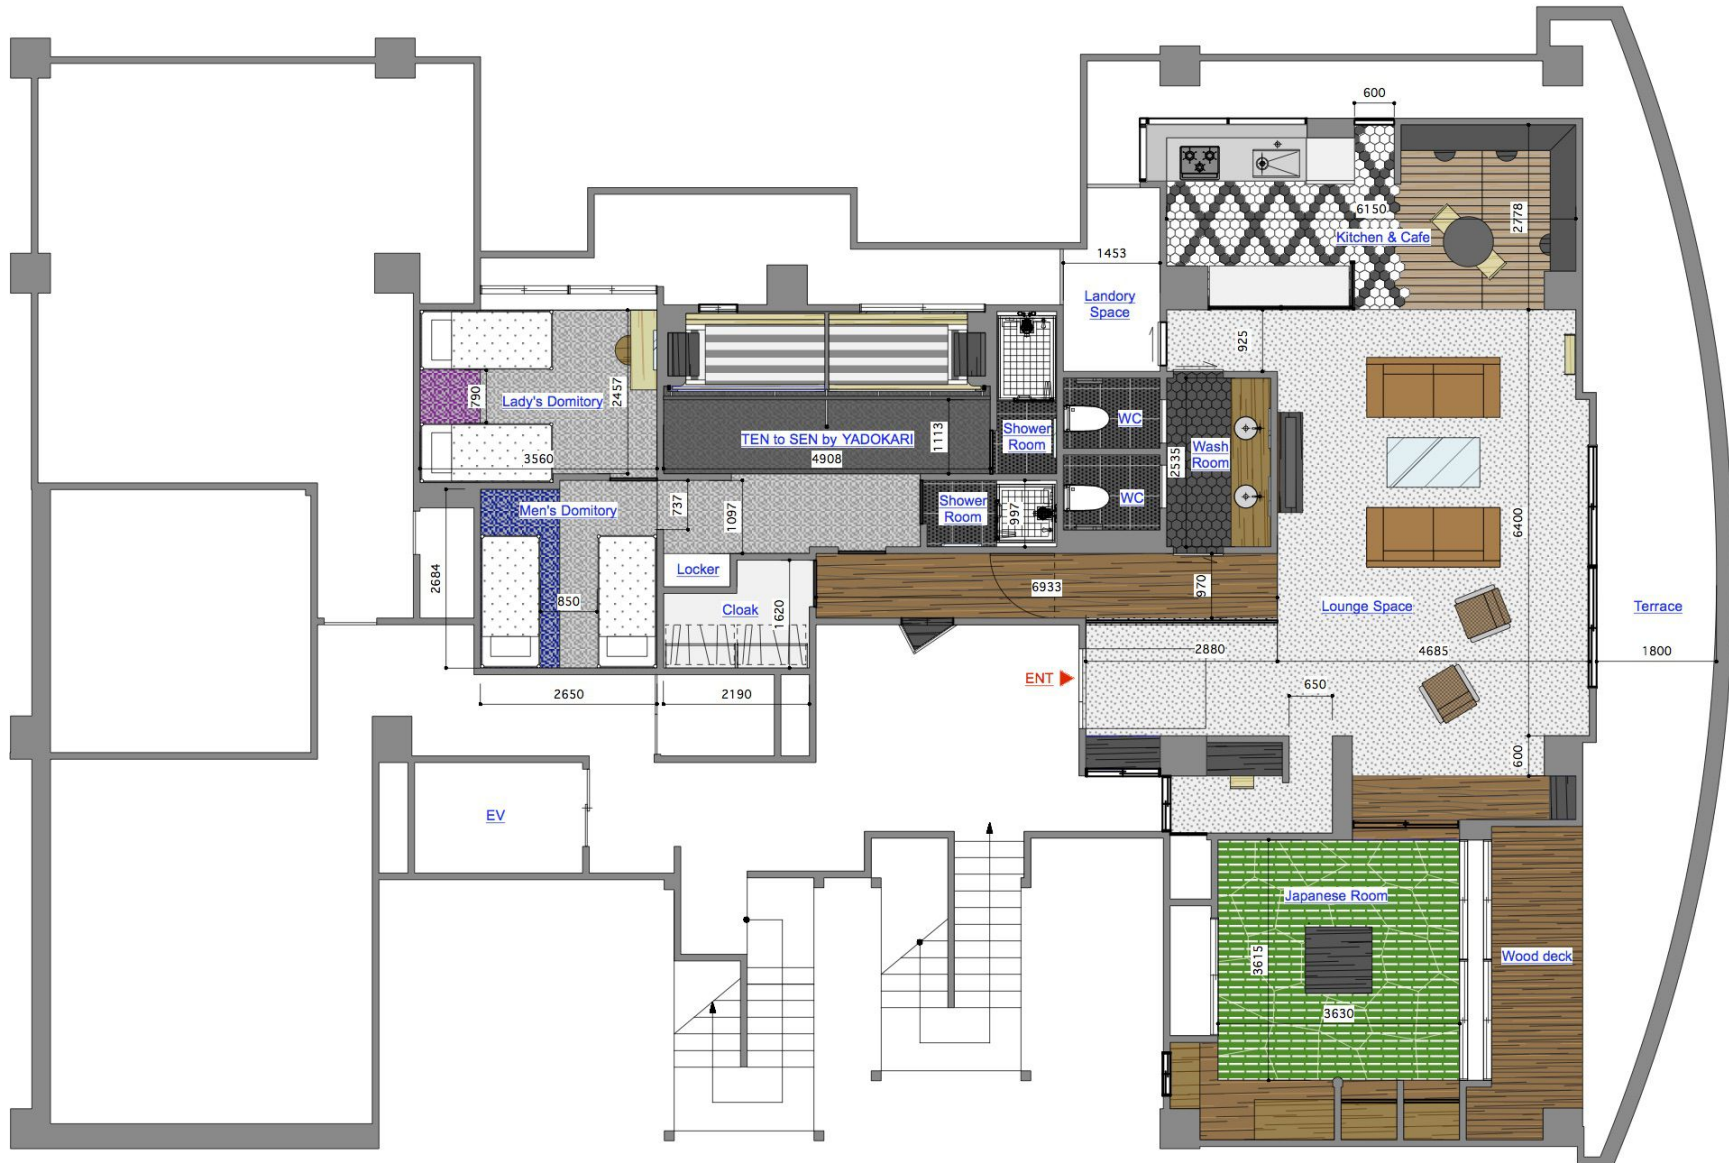 600
6150
2778
Kitchen & Cafe
1453
Landory
Space
925
790
Lady's Domitory
2457
3560
TEN to SEN by YADOKARI
4908
1113
Shower
Room
WC
WC
2535
Wash
Room
6400
Men's Domitory
737
1097
Shower
Room
997
2684
850
Locker
Cloak
1620
6933
970
Lounge Space
Terrace
2650
2190
ENT
2880
4685
1800
650
600
EV
Japanese Room
3615
3630
Wood deck